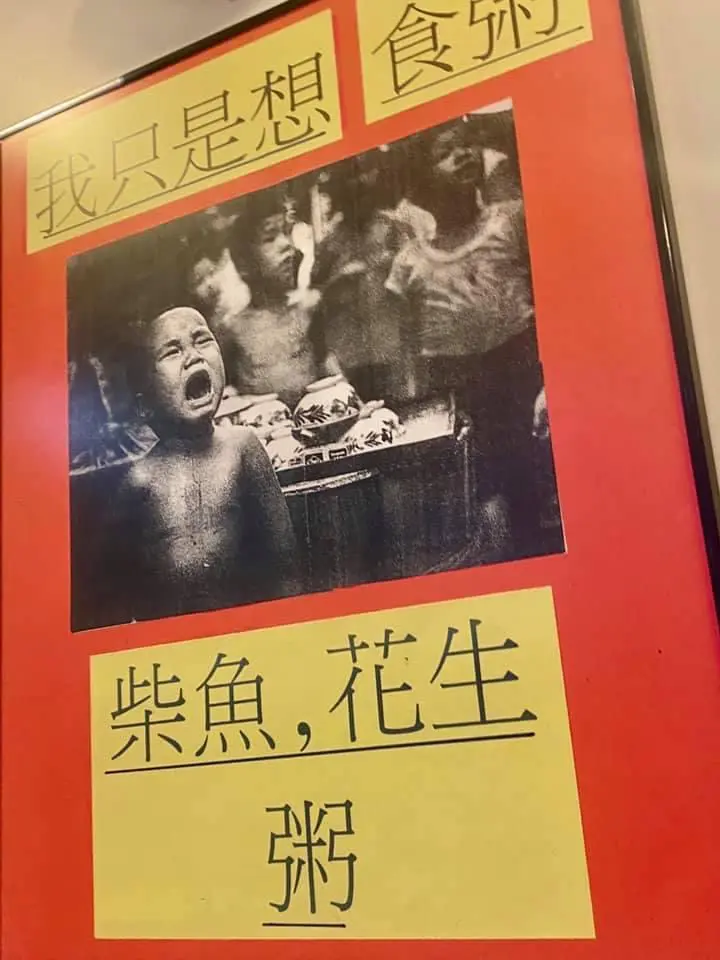 我只是想 食粥
柴魚,花生
粥